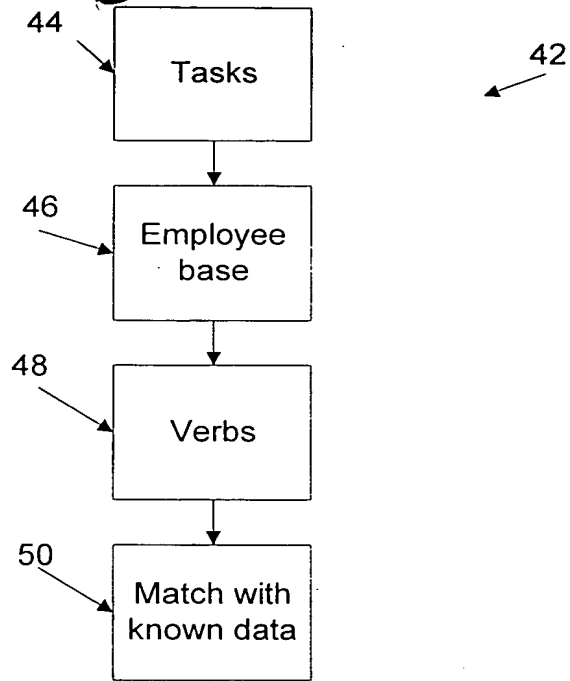 44
Tasks
42
46
Employee
base
48
Verbs
50
Match with
known data